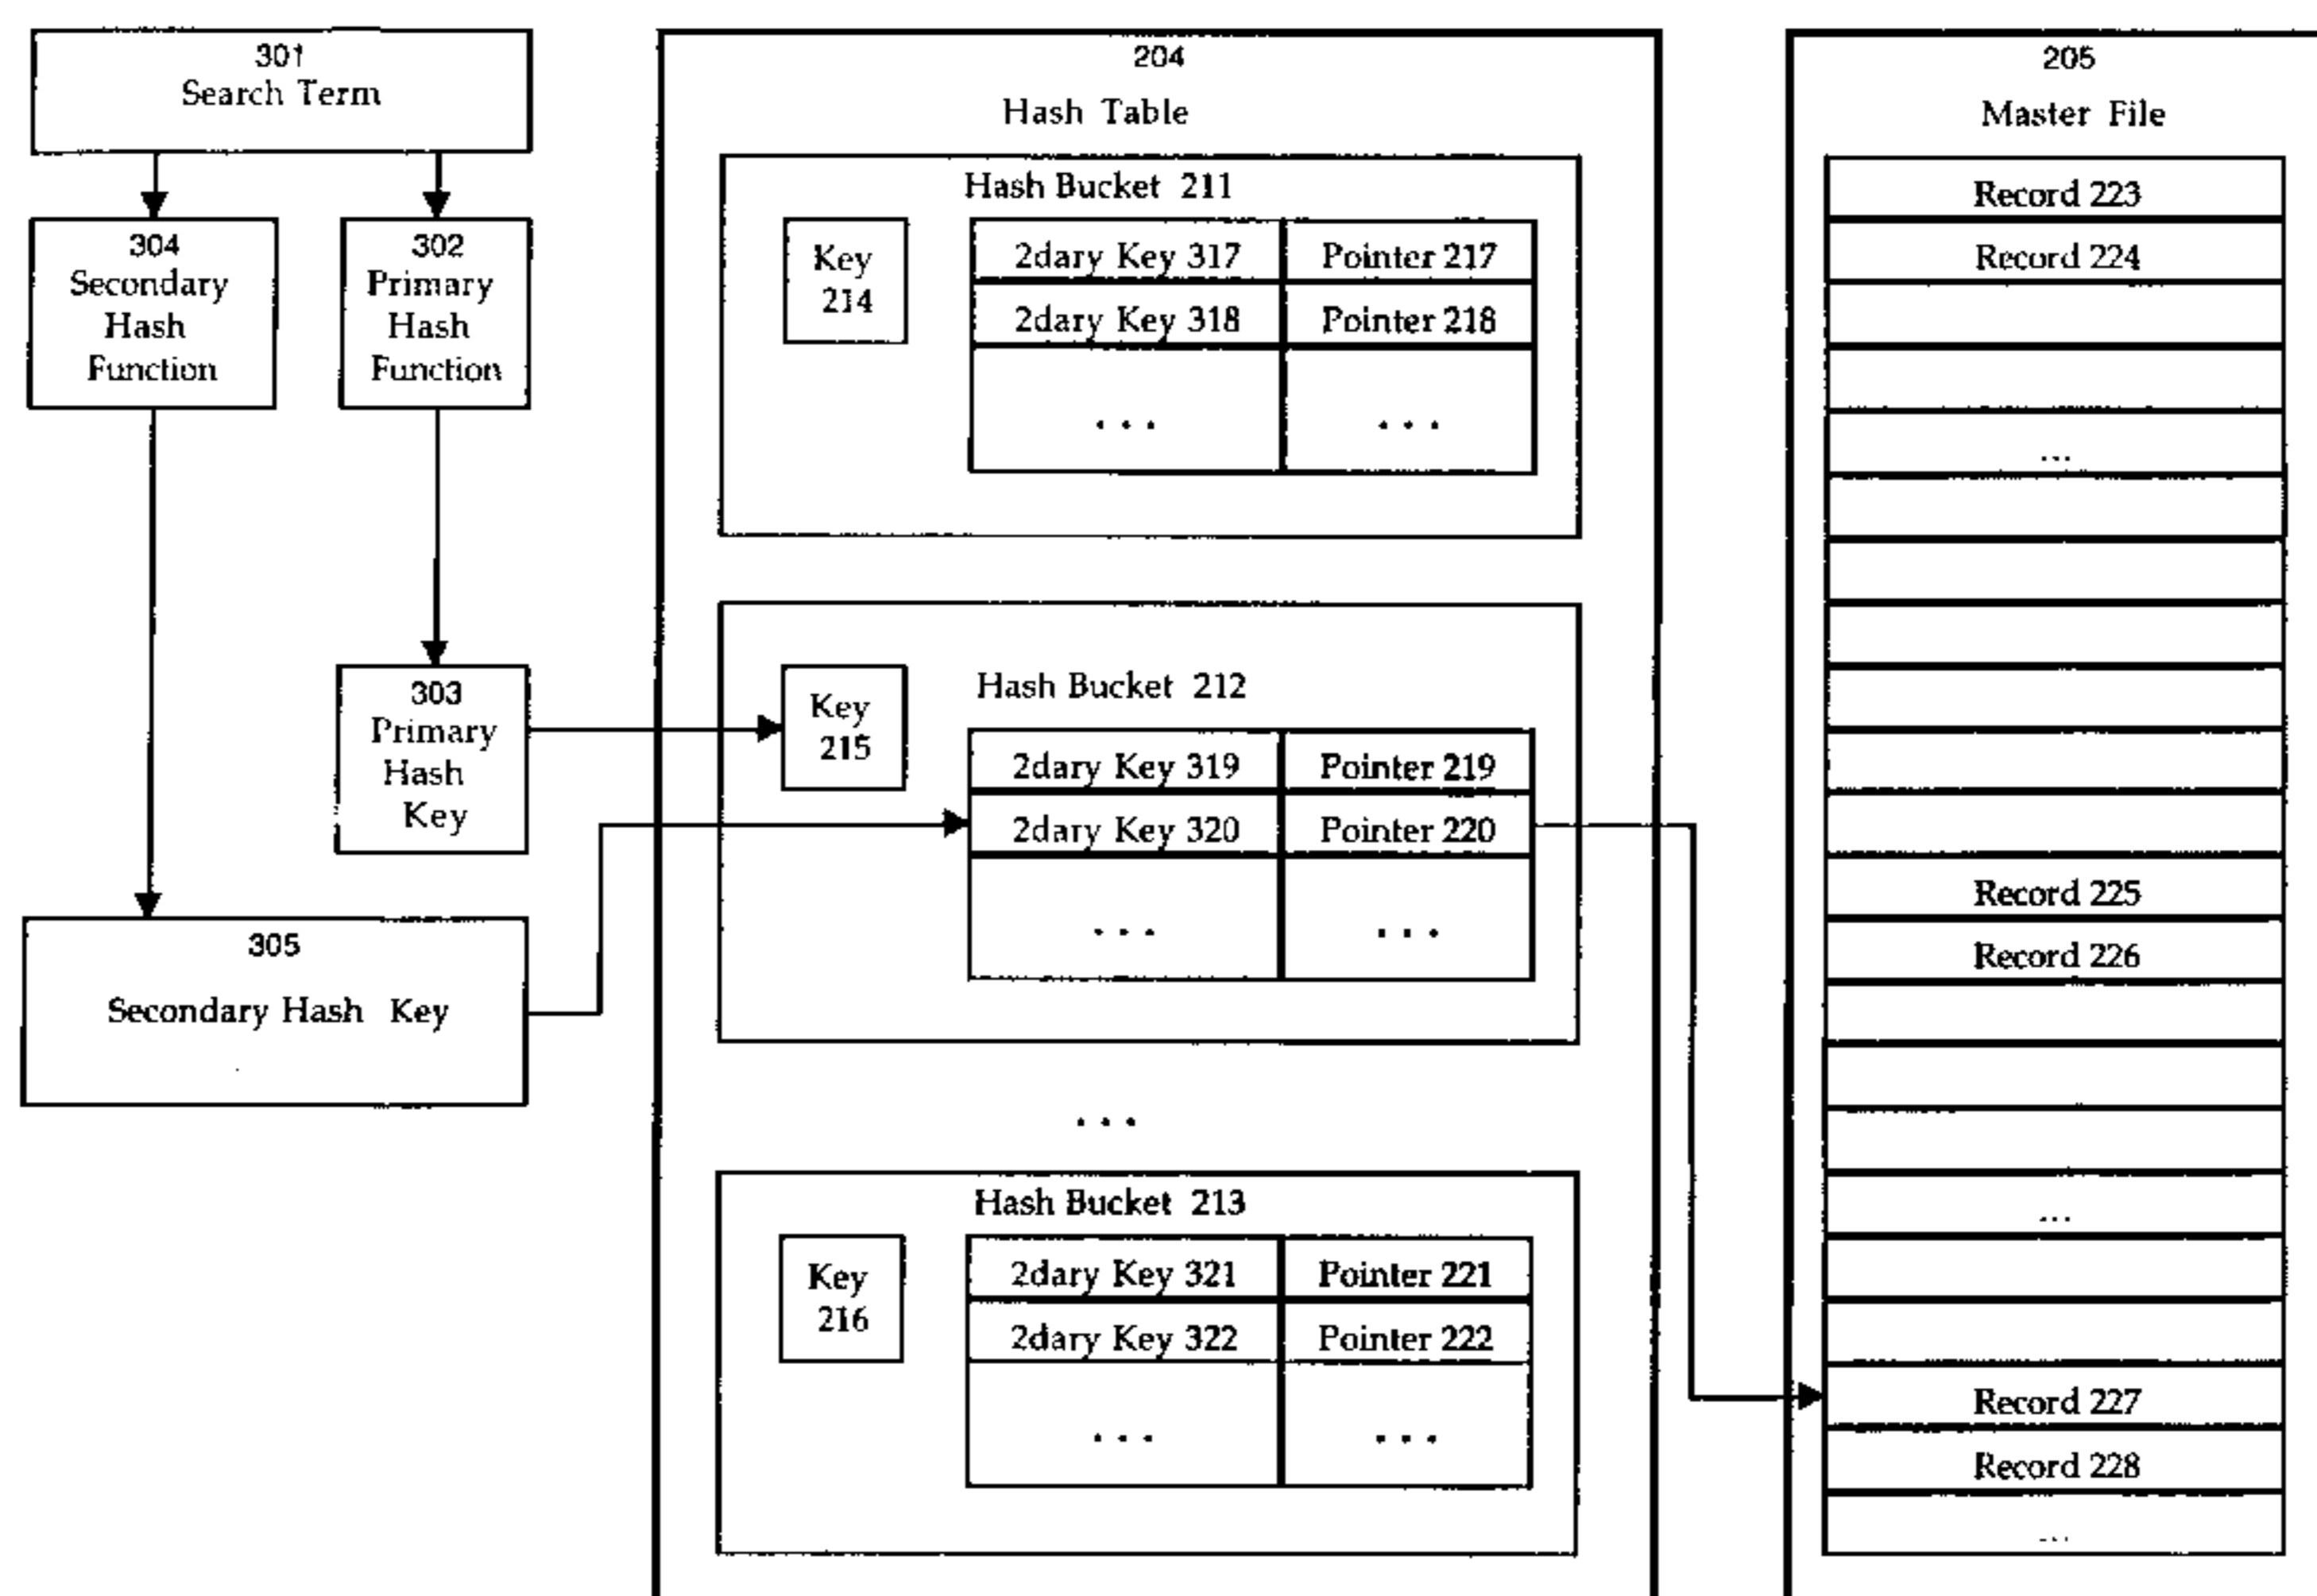 301
Search Term
304
Secondary
Hash
Function
302
Primary
Hash
Function
303
Primary
Hash
Key
305
Secondary Hash Key
204
Hash Table
Hash Bucket 211
Key
214
2dary Key 317 Pointer 217
2dary Key 318 Pointer 218
... ...
Hash Bucket 212
Key
215
2dary Key 319 Pointer 219
2dary Key 320 Pointer 220
... ...
...
Hash Bucket 213
Key
216
2dary Key 321 Pointer 221
2dary Key 322 Pointer 222
... ...
205
Master File
Record 223
Record 224
...
Record 225
Record 226
...
Record 227
Record 228
...